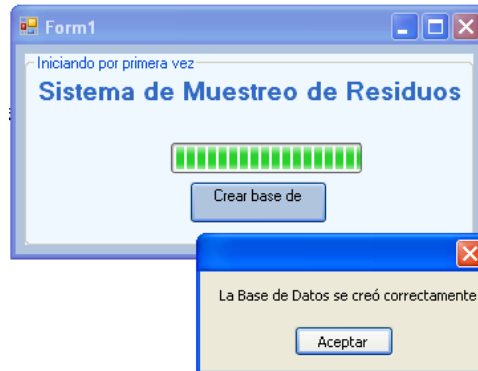 Form1
Iniciando por primera vez
Sistema de Muestreo de Residuos
Crear base de
La Base de Datos se creó correctamente
Aceptar